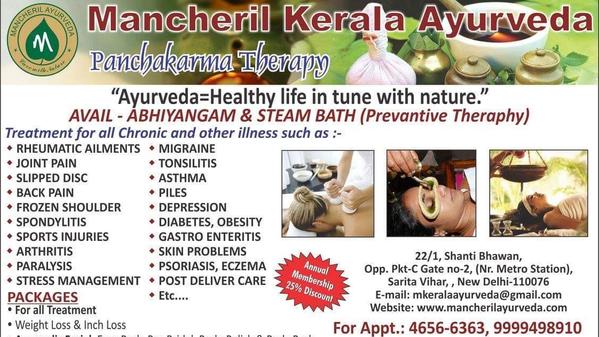 MANCHERIL AYURVEDA
M
Mancheril Kerala Ayurveda
Panchakarma Therapy
“Ayurveda=Healthy life in tune with nature.”
AVAIL - ABHIYANGAM & STEAM BATH (Prevantive Theraphy)
Treatment for all Chronic and other illness such as :-
RHEUMATIC AILMENTS
JOINT PAIN
SLIPPED DISC
BACK PAIN
FROZEN SHOULDER
SPONDYLITIS
SPORTS INJURIES
ARTHRITIS
PARALYSIS
STRESS MANAGEMENT
MIGRAINE
TONSILITIS
ASTHMA
PILES
DEPRESSION
DIABETES, OBESITY
GASTRO ENTERITIS
SKIN PROBLEMS
PSORIASIS, ECZEMA
POST DELIVER CARE
Etc....
PACKAGES
• For all Treatment
• Weight Loss & Inch Loss
Annual
Membership
25% Discount
22/1, Shanti Bhawan,
Opp. Pkt-C Gate no-2, (Nr. Metro Station),
Sarita Vihar, , New Delhi-110076
E-mail: mkeralaayurveda@gmail.com
Website: www.mancherilayurveda.com
For Appt.: 4656-6363, 9999498910